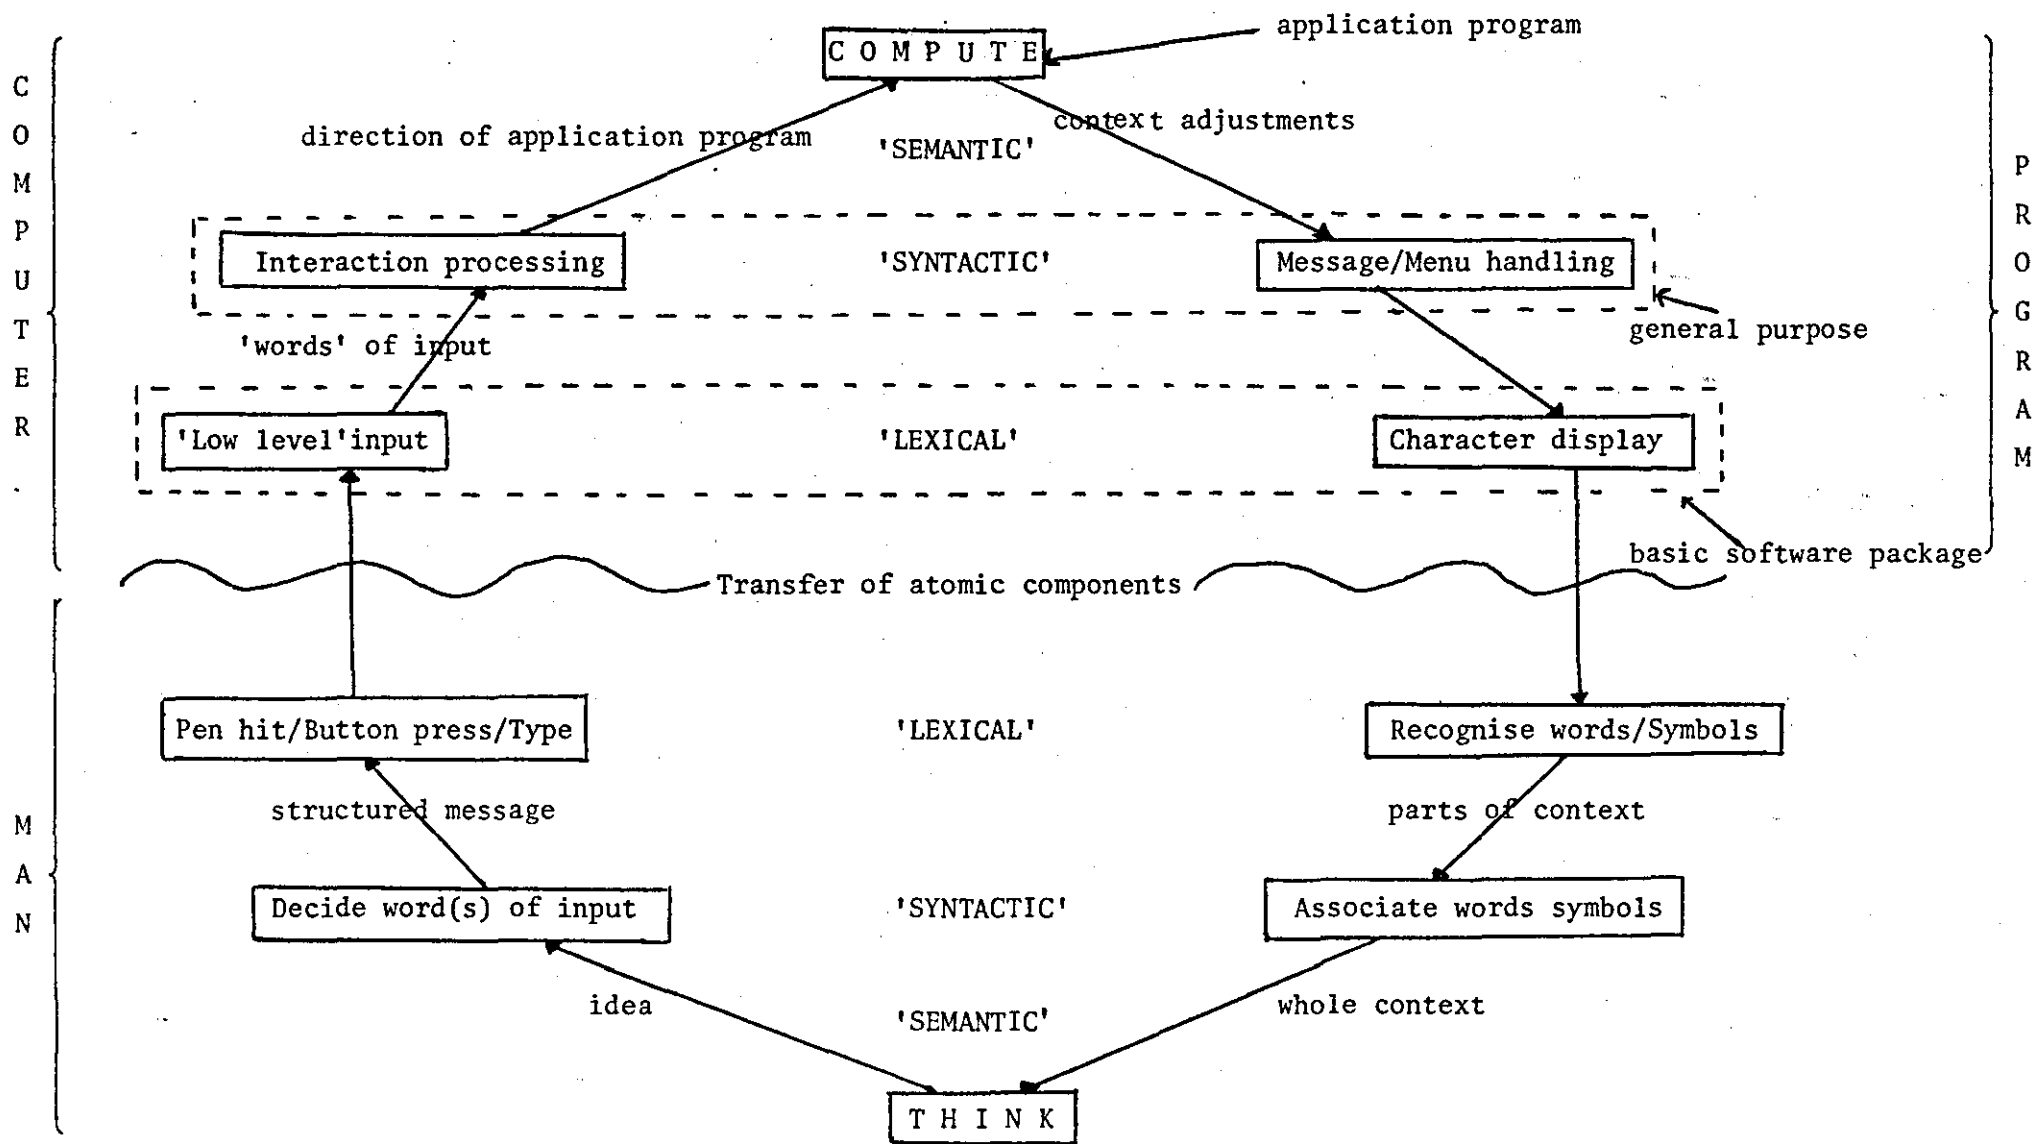 application program
C O M P U T E
direction of application program
context adjustments
'SEMANTIC'
Interaction processing
'SYNTACTIC'
Message/Menu handling
general purpose
'words' of input
'Low level'input
'LEXICAL'
Character display
basic software package
Transfer of atomic components
Pen hit/Button press/Type
'LEXICAL'
Recognise words/Symbols
structured message
parts of context
Decide word(s) of input
'SYNTACTIC'
Associate words symbols
idea
'SEMANTIC'
whole context
T H I N K
C O M P U T E R
P R O G R A M
M A N